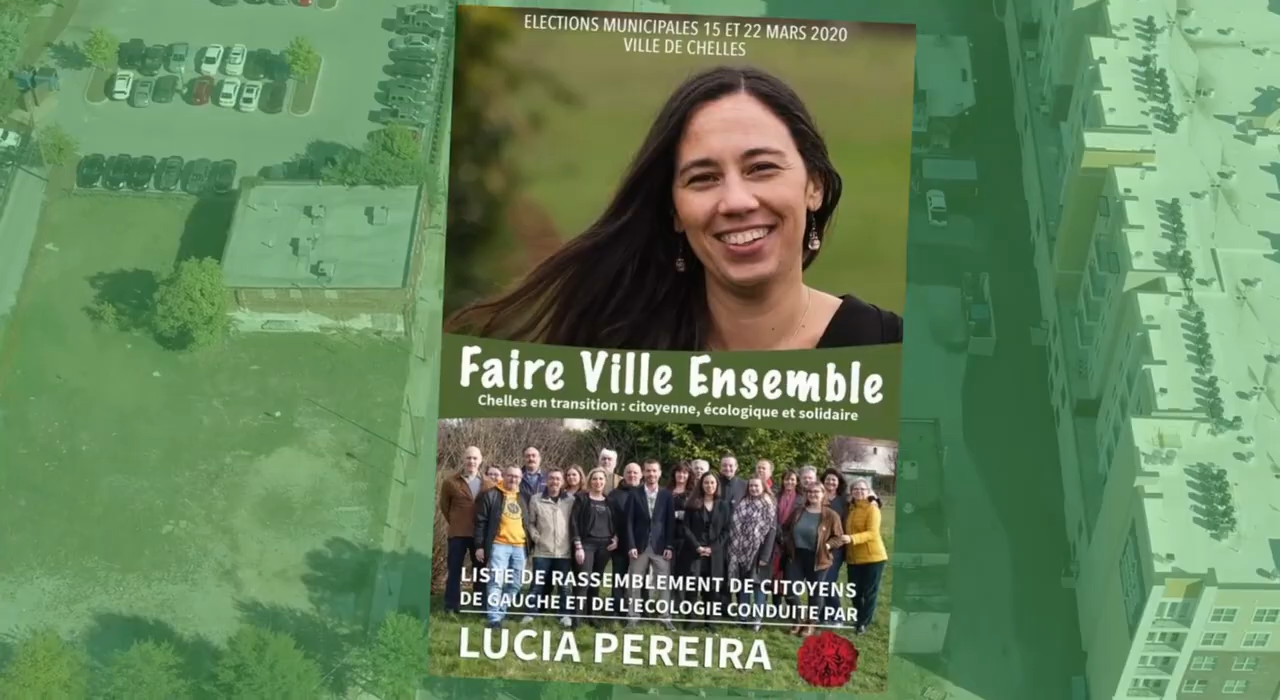 ELECTIONS MUNICIPALES 15 ET 22 MARS 2020
VILLE DE CHELLES
Faire Ville Ensemble
Chelles en transition : citoyenne, écologique et solidaire
LISTE DE RASSEMBLEMENT DE CITOYENS
DE GAUCHE ET DE L'ECOLOGIE CONDUITE PAR
LUCIA PEREIRA